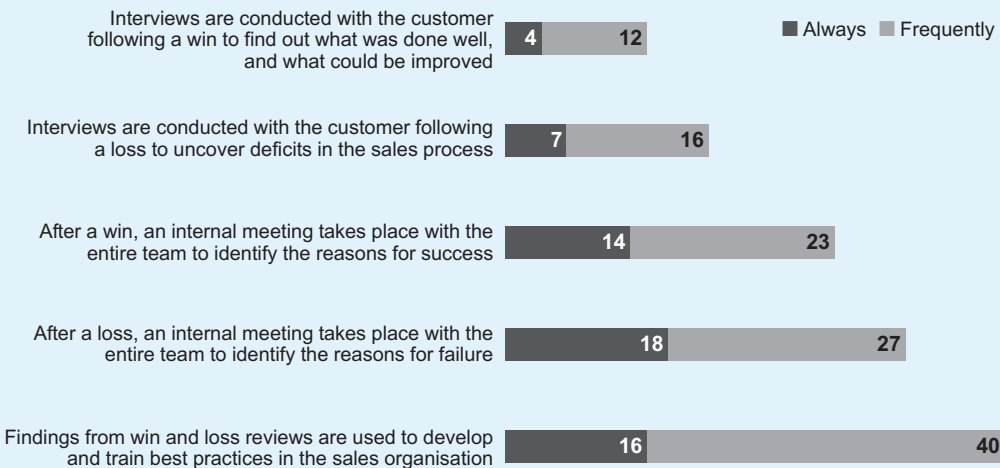 Interviews are conducted with the customer
following a win to find out what was done well,
and what could be improved
4 12
Always Frequently
Interviews are conducted with the customer following
a loss to uncover deficits in the sales process
7 16
After a win, an internal meeting takes place with the
entire team to identify the reasons for success
14 23
After a loss, an internal meeting takes place with the
entire team to identify the reasons for failure
18 27
Findings from win and loss reviews are used to develop
and train best practices in the sales organisation
16 40